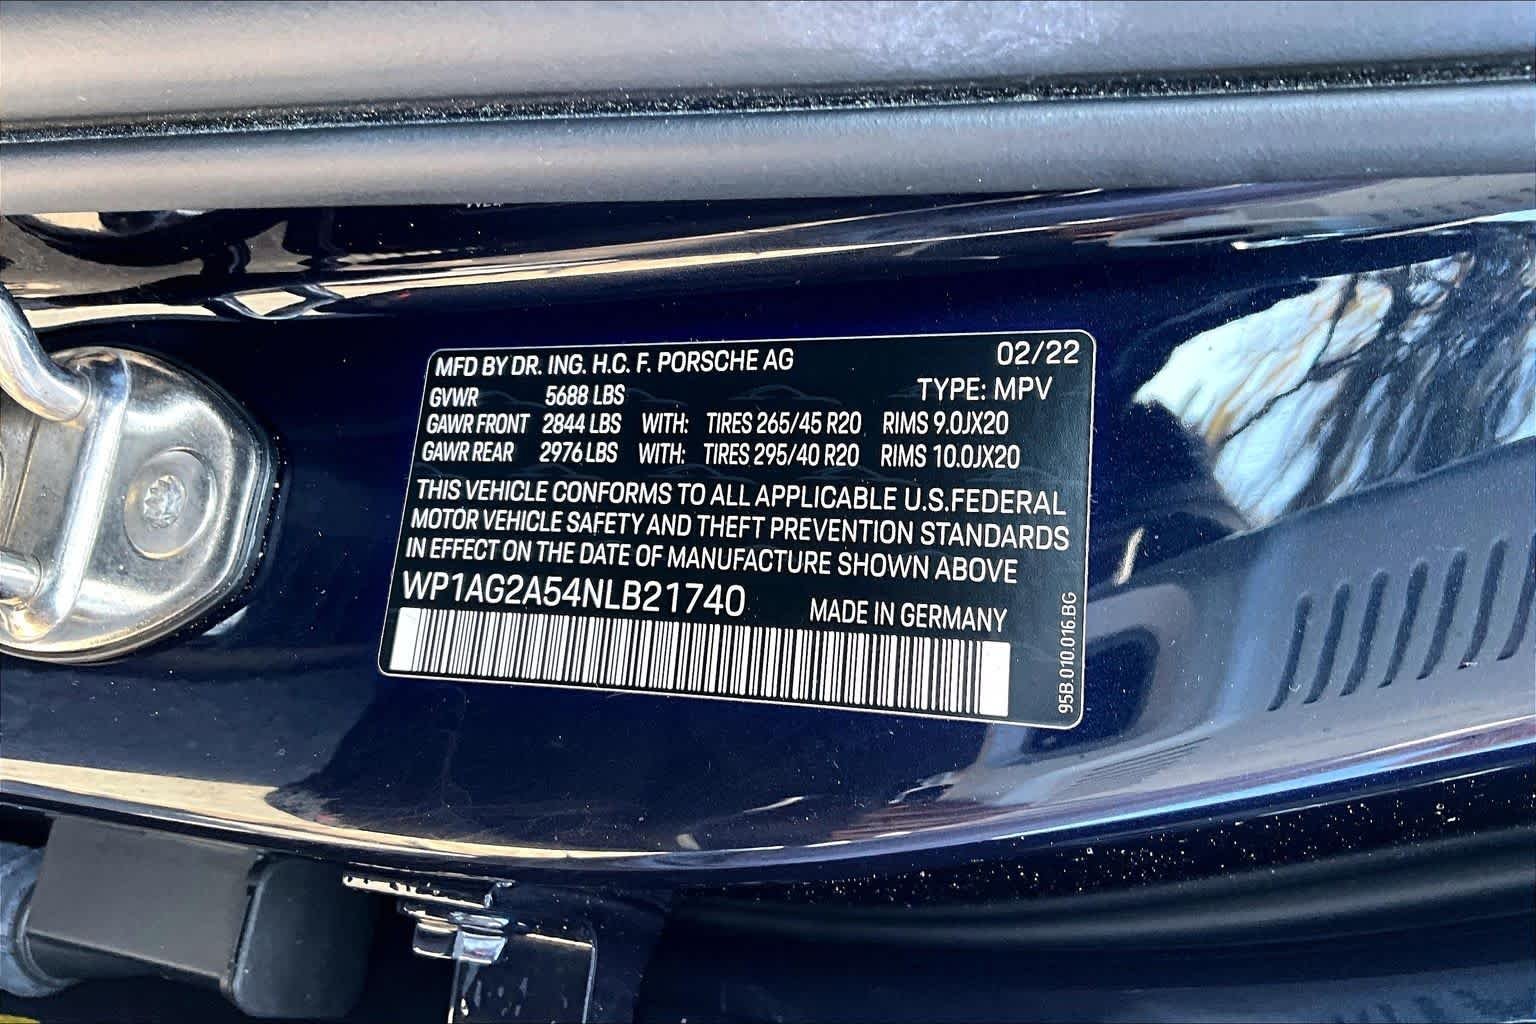 MFD BY DR. ING. H.C. F. PORSCHE AG 02/22
GVWR 5688 LBS TYPE: MPV
GAWR FRONT 2844 LBS WITH: TIRES 265/45 R20 RIMS 9.0JX20
GAWR REAR 2976 LBS WITH: TIRES 295/40 R20 RIMS 10.0JX20
THIS VEHICLE CONFORMS TO ALL APPLICABLE U.S.FEDERAL
MOTOR VEHICLE SAFETY AND THEFT PREVENTION STANDARDS
IN EFFECT ON THE DATE OF MANUFACTURE SHOWN ABOVE
WP1AG2A54NLB21740 MADE IN GERMANY
95B.010.016.BG